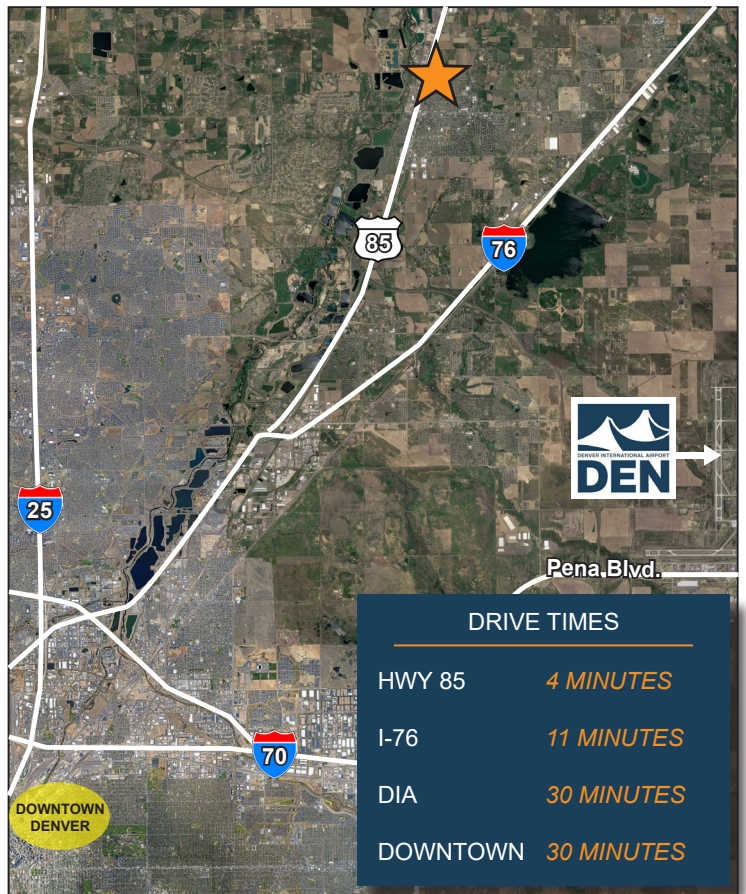 85
76
DENVER INTERNATIONAL AIRPORT
DEN
25
Pena Blvd.
DRIVE TIMES
HWY 85 4 MINUTES
I-76 11 MINUTES
70
DIA 30 MINUTES
DOWNTOWN
DENVER
DOWNTOWN 30 MINUTES